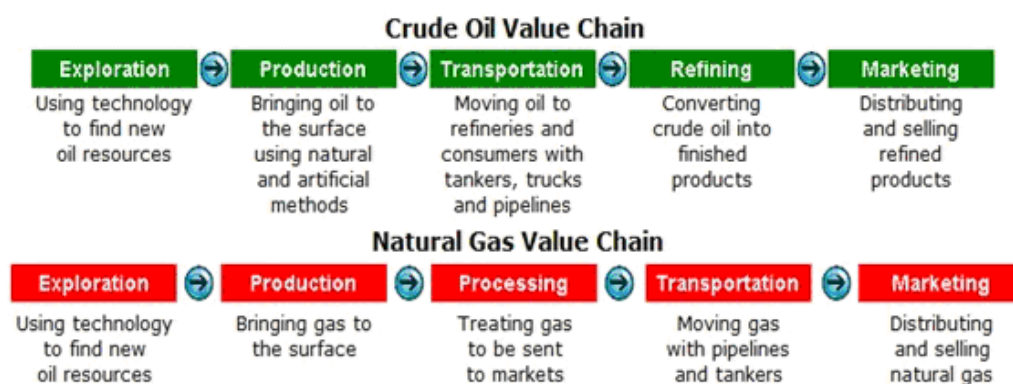 Crude Oil Value Chain
Exploration Production Transportation Refining Marketing
Using technology
to find new
oil resources
Bringing oil to
the surface
using natural
and artificial
methods
Moving oil to
refineries and
consumers with
tankers, trucks
and pipelines
Converting
crude oil into
finished
products
Distributing
and selling
refined
products
Natural Gas Value Chain
Exploration Production Processing Transportation Marketing
Using technology
to find new
oil resources
Bringing gas to
the surface
Treating gas
to be sent
to markets
Moving gas
with pipelines
and tankers
Distributing
and selling
natural gas